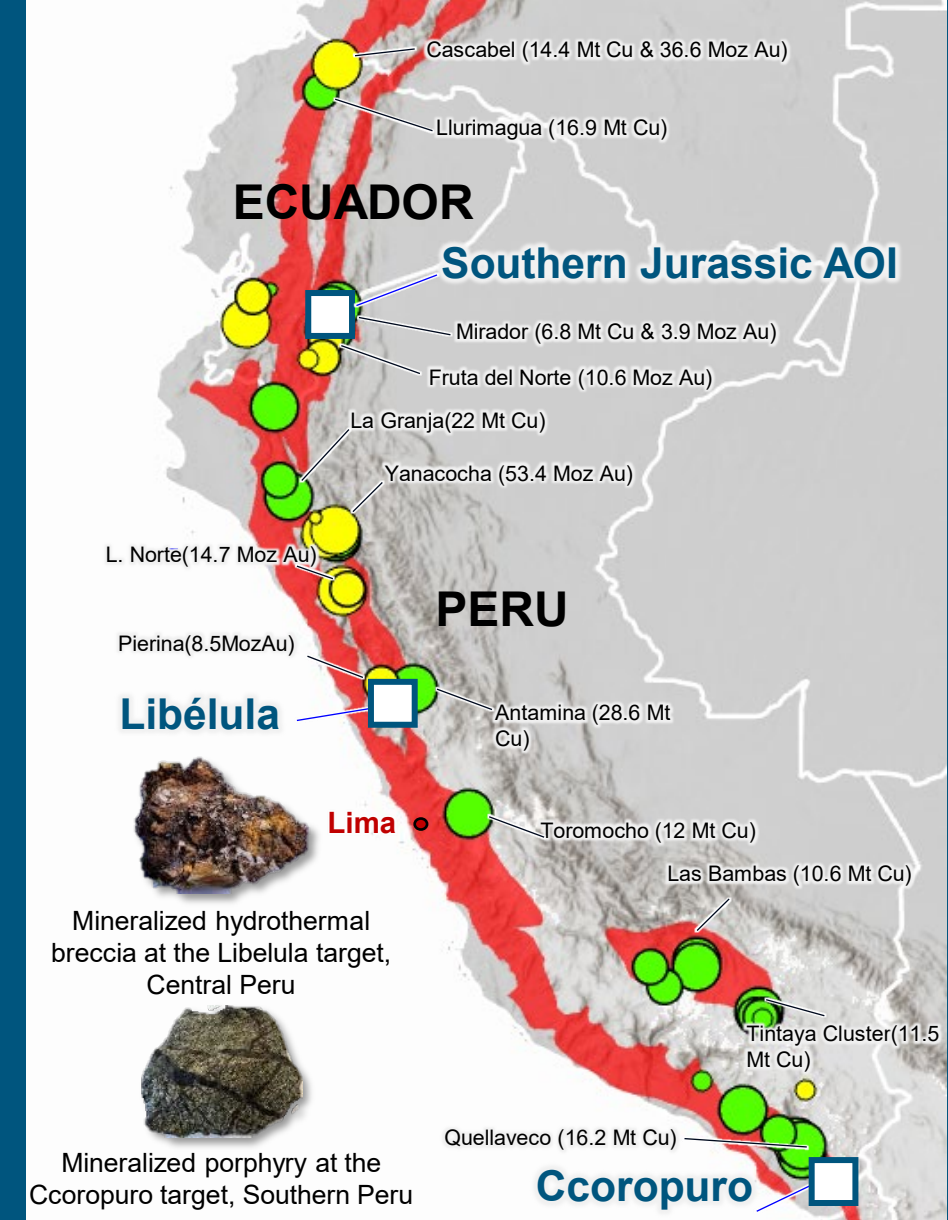 Cascabel (14.4 Mt Cu & 36.6 Moz Au)
Llurimagua (16.9 Mt Cu)
ECUADOR
Southern Jurassic AOI
Mirador (6.8 Mt Cu & 3.9 Moz Au)
Fruta del Norte (10.6 Moz Au)
La Granja(22 Mt Cu)
Yanacocha (53.4 Moz Au)
L. Norte(14.7 Moz Au)
PERU
Pierina(8.5MozAu)
Libélula
Antamina (28.6 Mt
Cu)
Lima
Toromocho (12 Mt Cu)
Las Bambas (10.6 Mt Cu)
Mineralized hydrothermal
breccia at the Libelula target,
Central Peru
Tintaya Cluster(11.5
Mt Cu)
Quellaveco (16.2 Mt Cu)
Mineralized porphyry at the
Ccoropuro target, Southern Peru
Ccoropuro